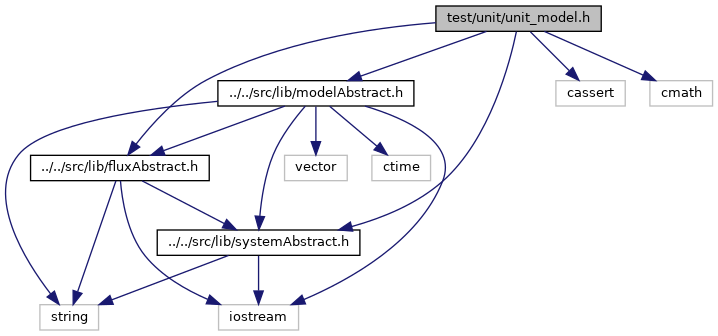 test/unit/unit_model.h
../../src/lib/modelAbstract.h
cassert
cmath
../../src/lib/fluxAbstract.h
vector
ctime
../../src/lib/systemAbstract.h
string
iostream